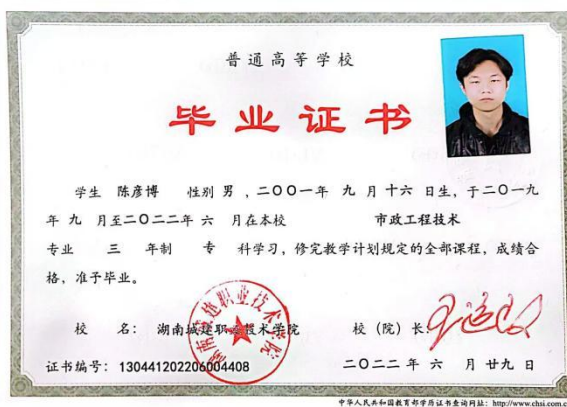 普通高等学校
毕业证书
学生 陈彦博 性别 男 ，二〇〇一年 九 月 十六 日生，于二〇一九
年 九 月至二〇二二年 六 月在本校 市政工程技术
专业 三 年制 专 科学习，修完教学计划规定的全部课程，成绩合
格，准予毕业。
校 名： 湖南城建职业技术学院 校（院）长：
证书编号：130441202206004408 二〇二二年 六 月 廿九 日
中华人民共和国教育部学历证书查询网址：http://www.chsi.com.c